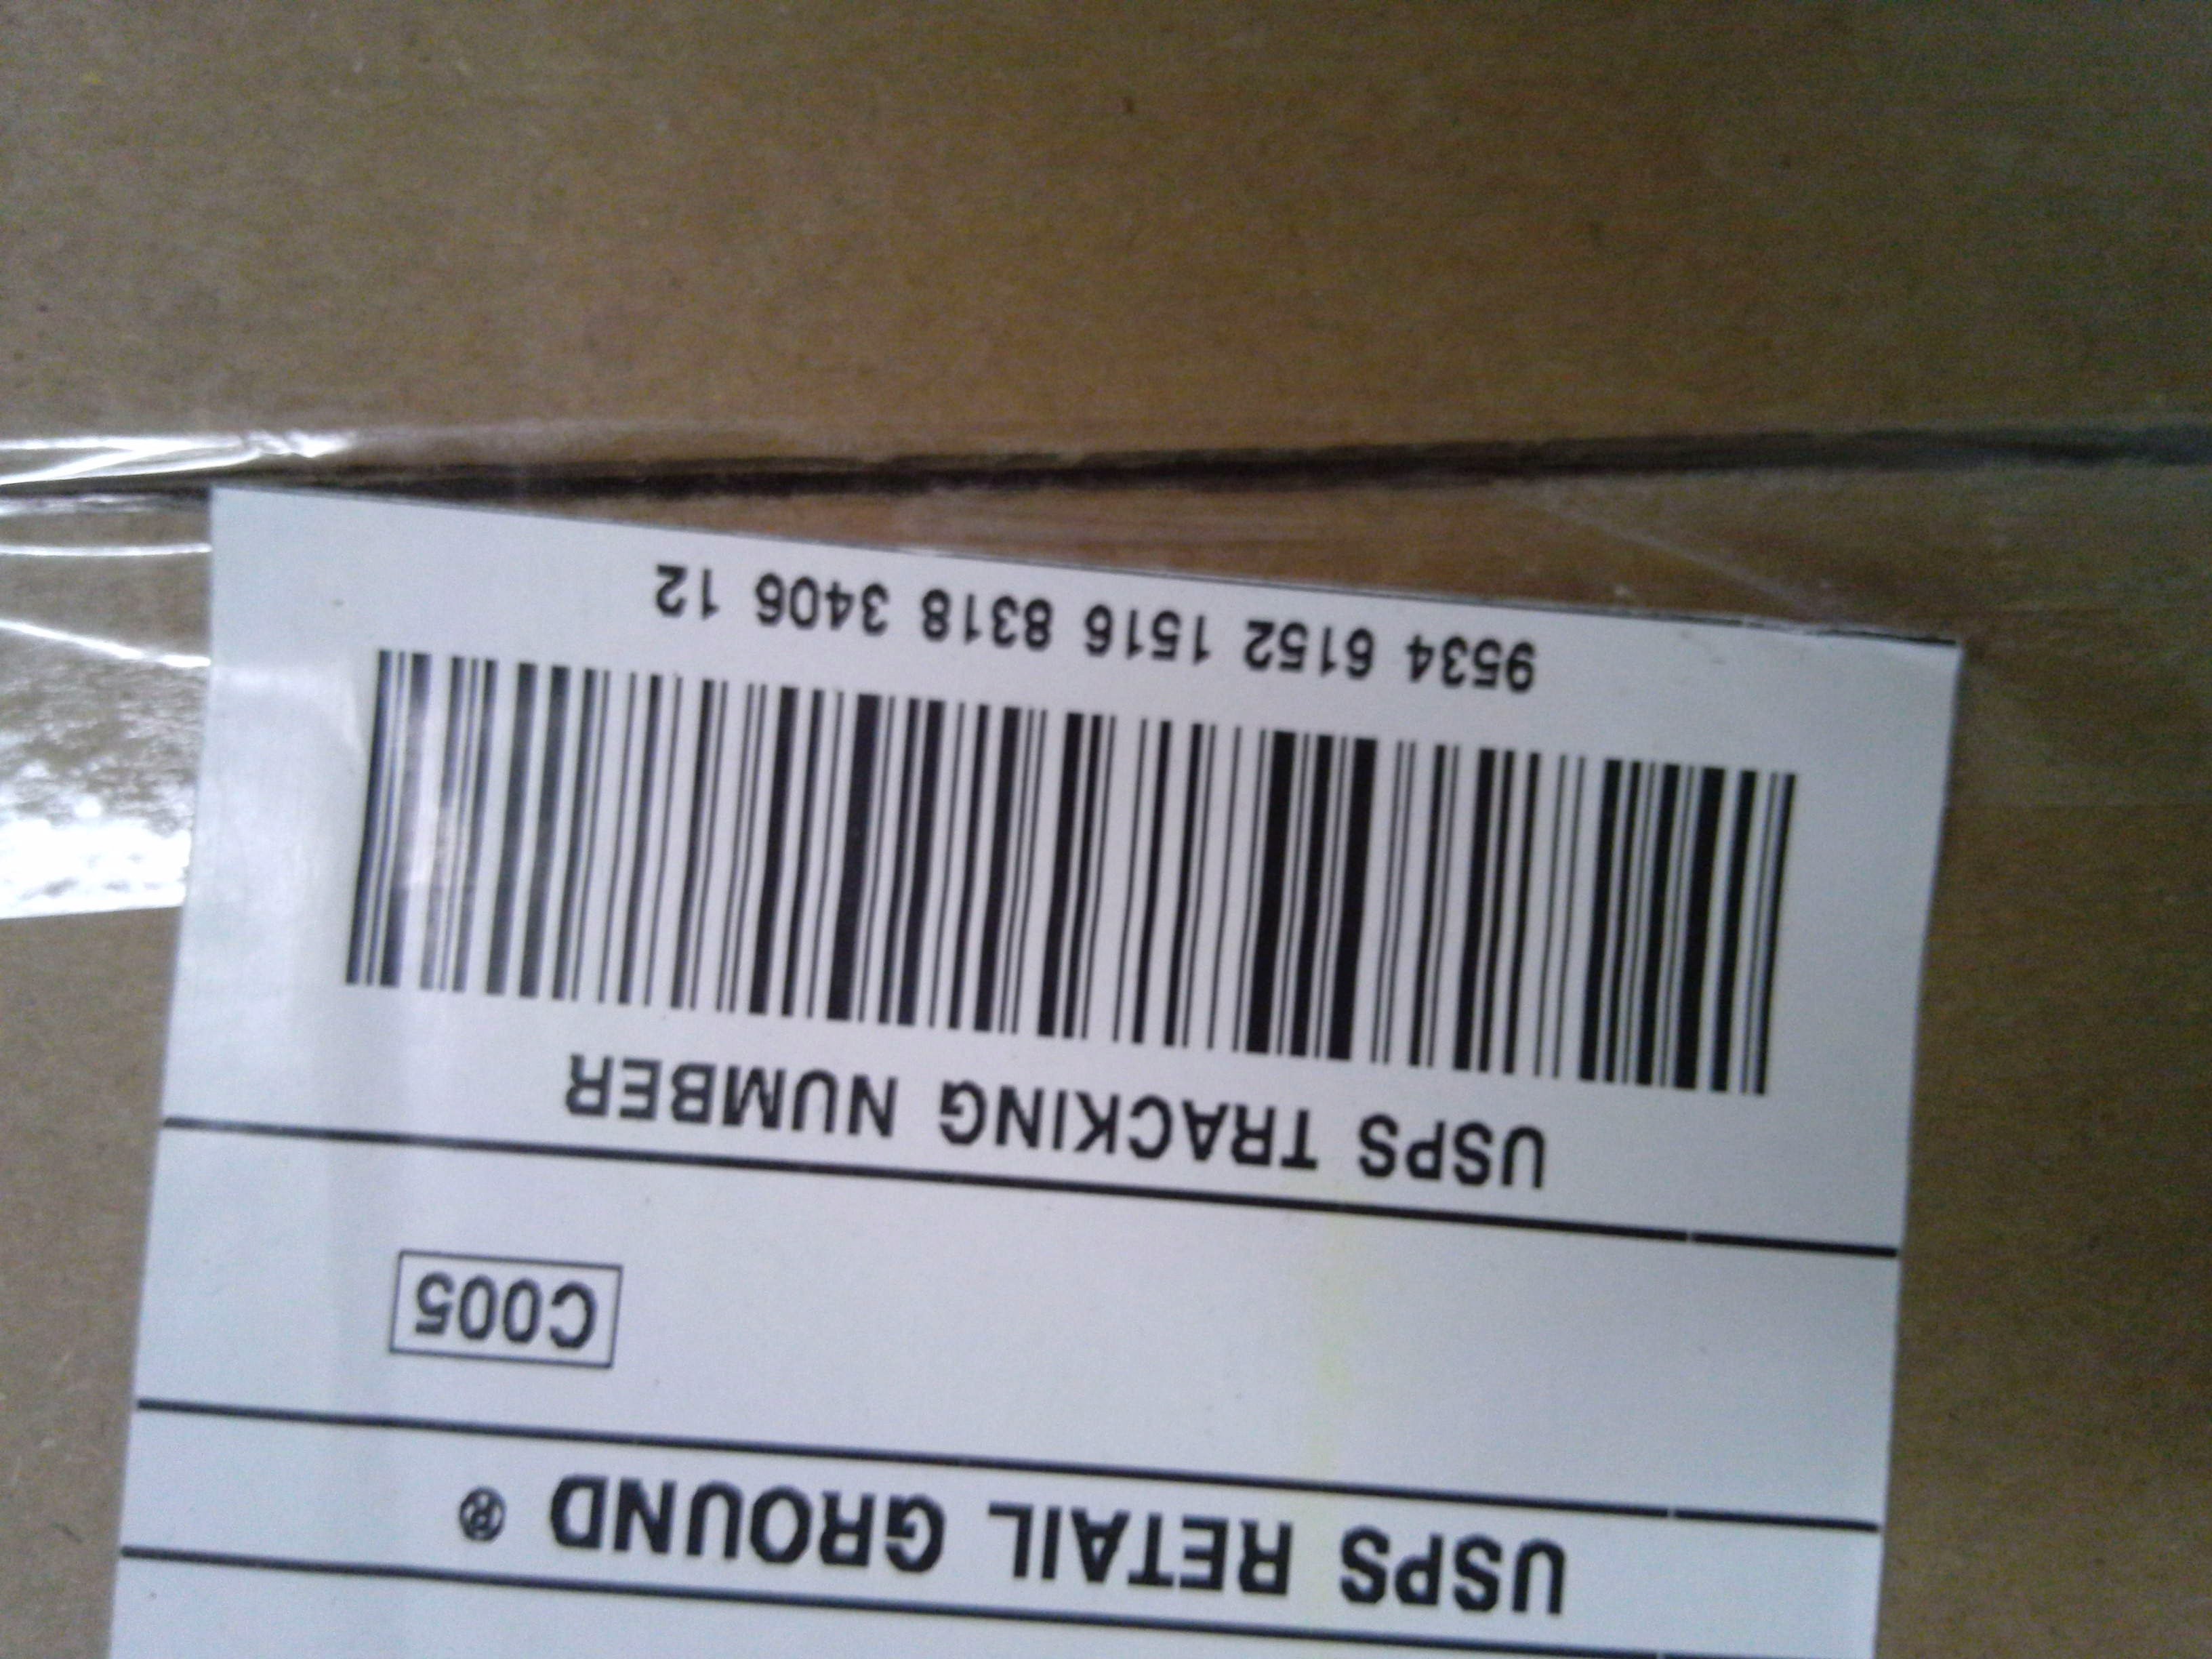 USPS RETAIL GROUND ®
C005
USPS TRACKING NUMBER
9534 6152 1516 8318 3406 12